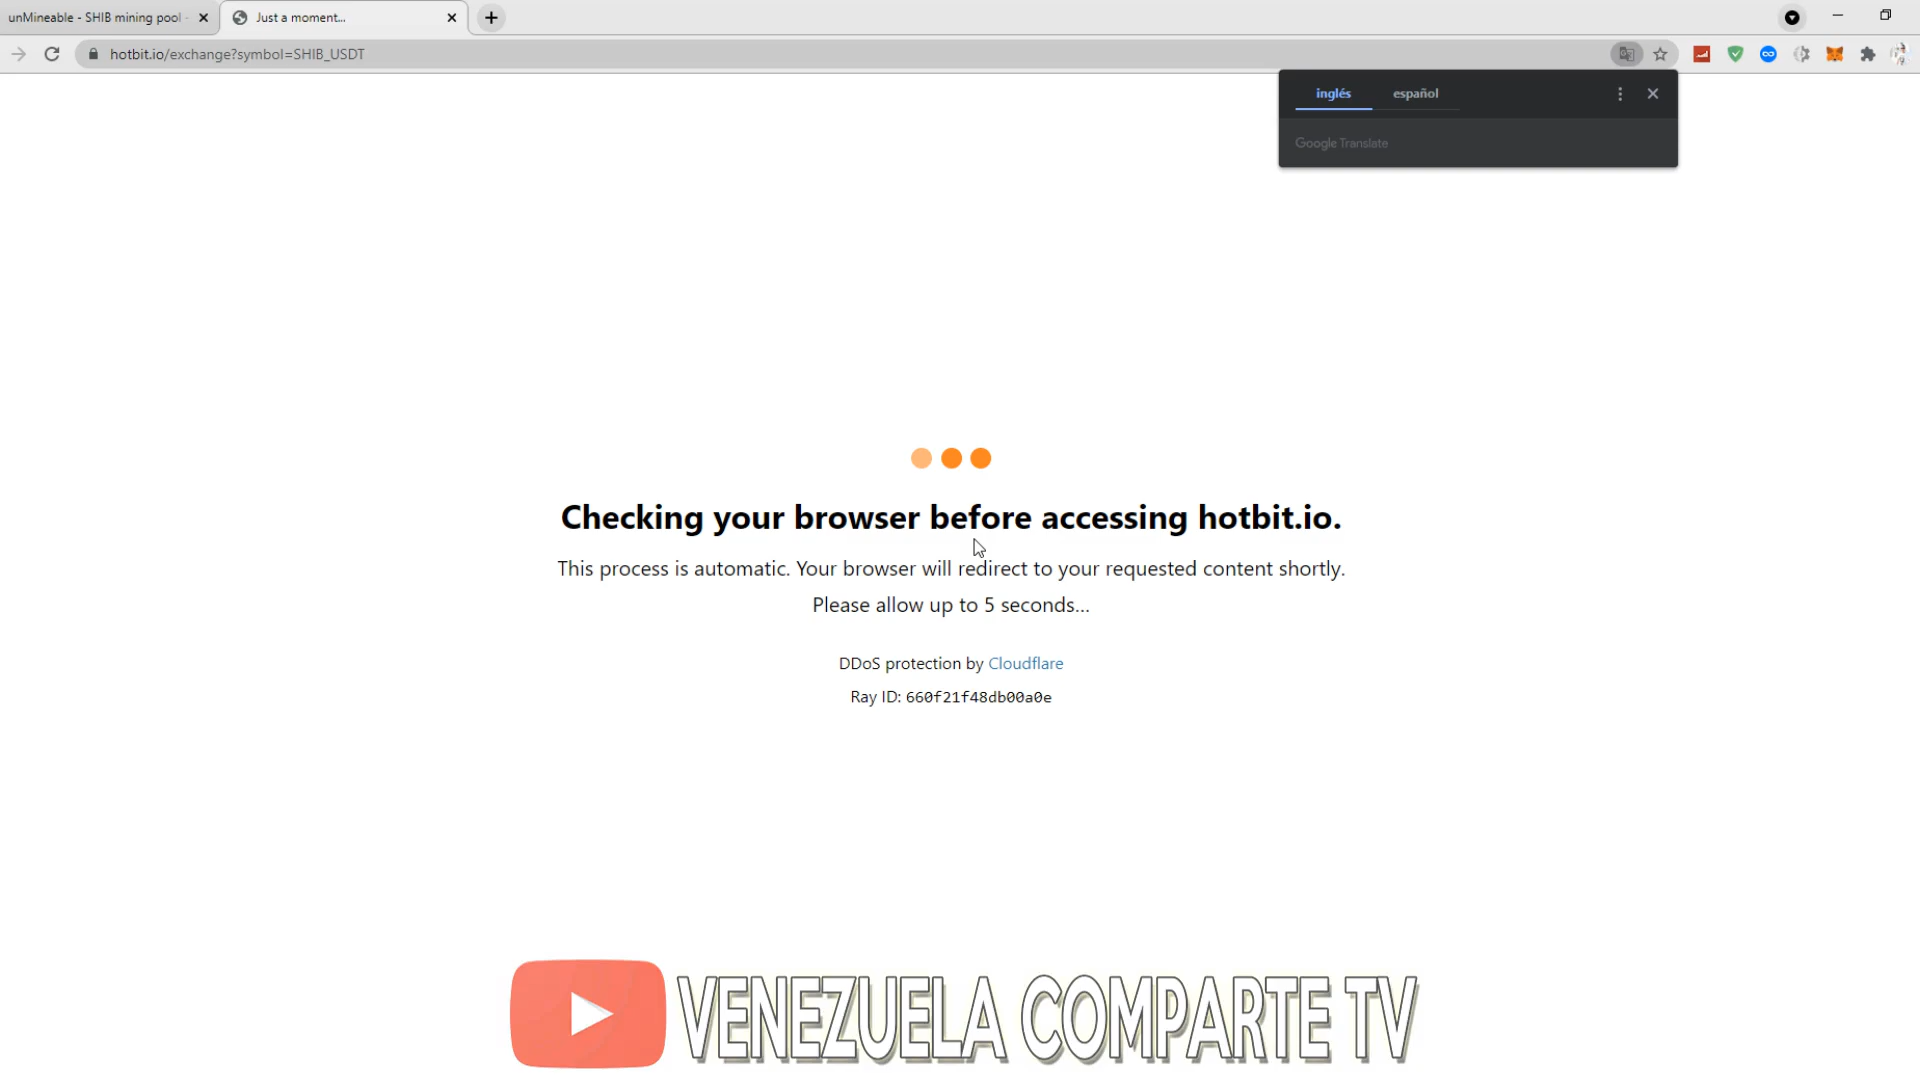 unMineable - SHIB mining pool -
Just a moment...
hotbit.io/exchange?symbol=SHIB_USDT
inglés
español
Google Translate
Checking your browser before accessing hotbit.io.
This process is automatic. Your browser will redirect to your requested content shortly.
Please allow up to 5 seconds...
DDoS protection by Cloudflare
Ray ID: 660f21f48db00a0e
VENEZUELA COMPARTE TV